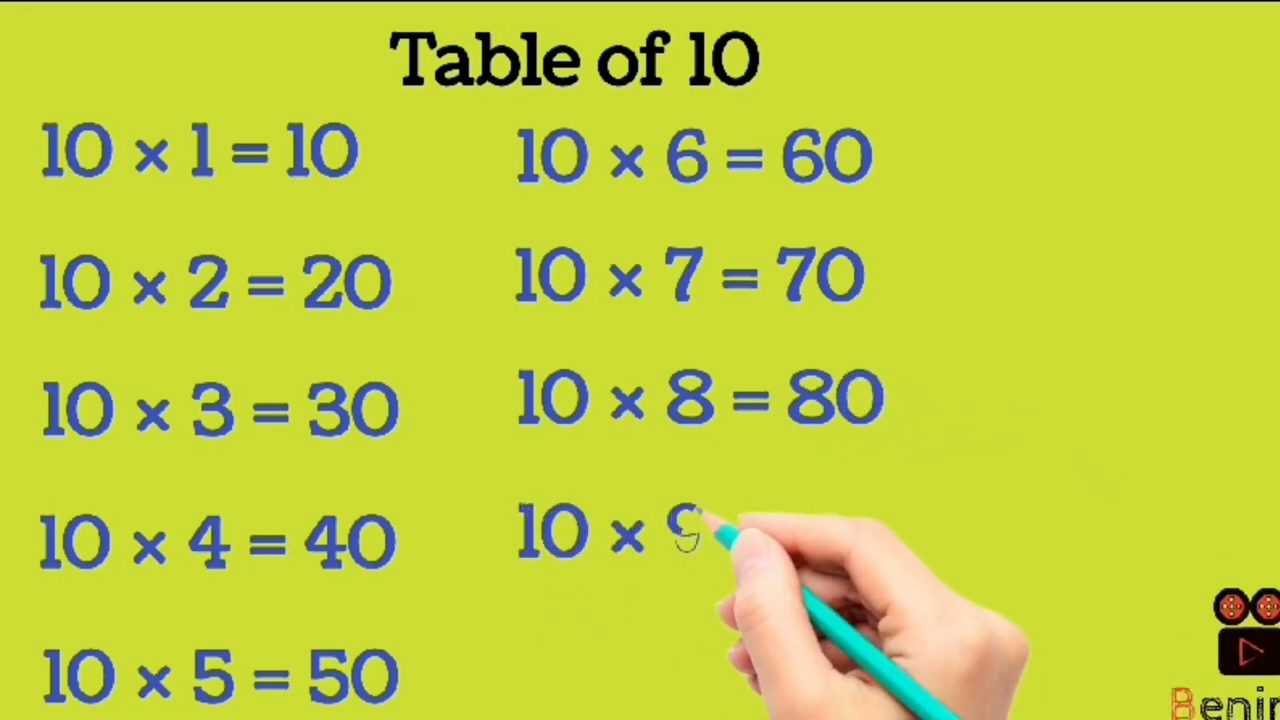 Table of 10
10 × 1 = 10
10 × 2 = 20
10 × 3 = 30
10 × 4 = 40
10 × 5 = 50
10 × 6 = 60
10 × 7 = 70
10 × 8 = 80
10 × 9